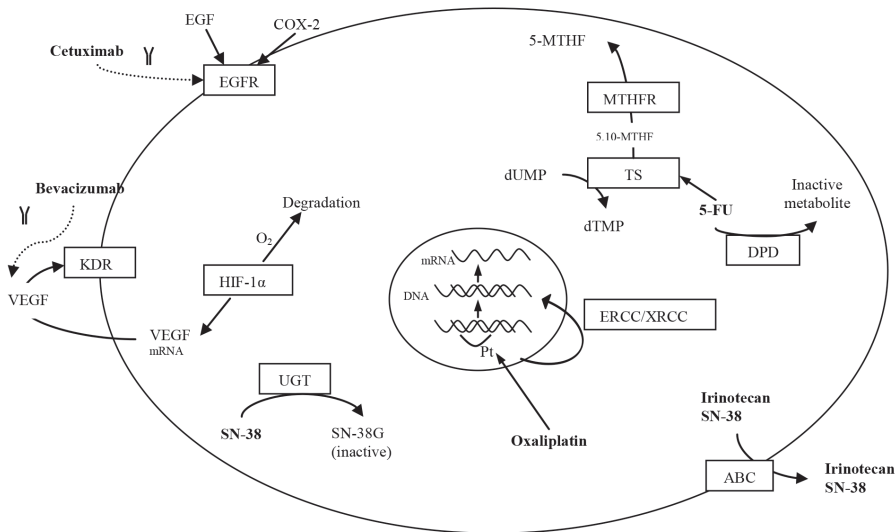 EGF
COX-2
Cetuximab
EGFR
5-MTHF
MTHFR
5.10-MTHF
dUMP
TS
dTMP
5-FU
Inactive
metabolite
DPD
Bevacizumab
Degradation
O2
KDR
HIF-1α
VEGF
VEGF
mRNA
mRNA
DNA
Pt
ERCC/XRCC
UGT
SN-38
SN-38G
(inactive)
Oxaliplatin
Irinotecan
SN-38
ABC
Irinotecan
SN-38